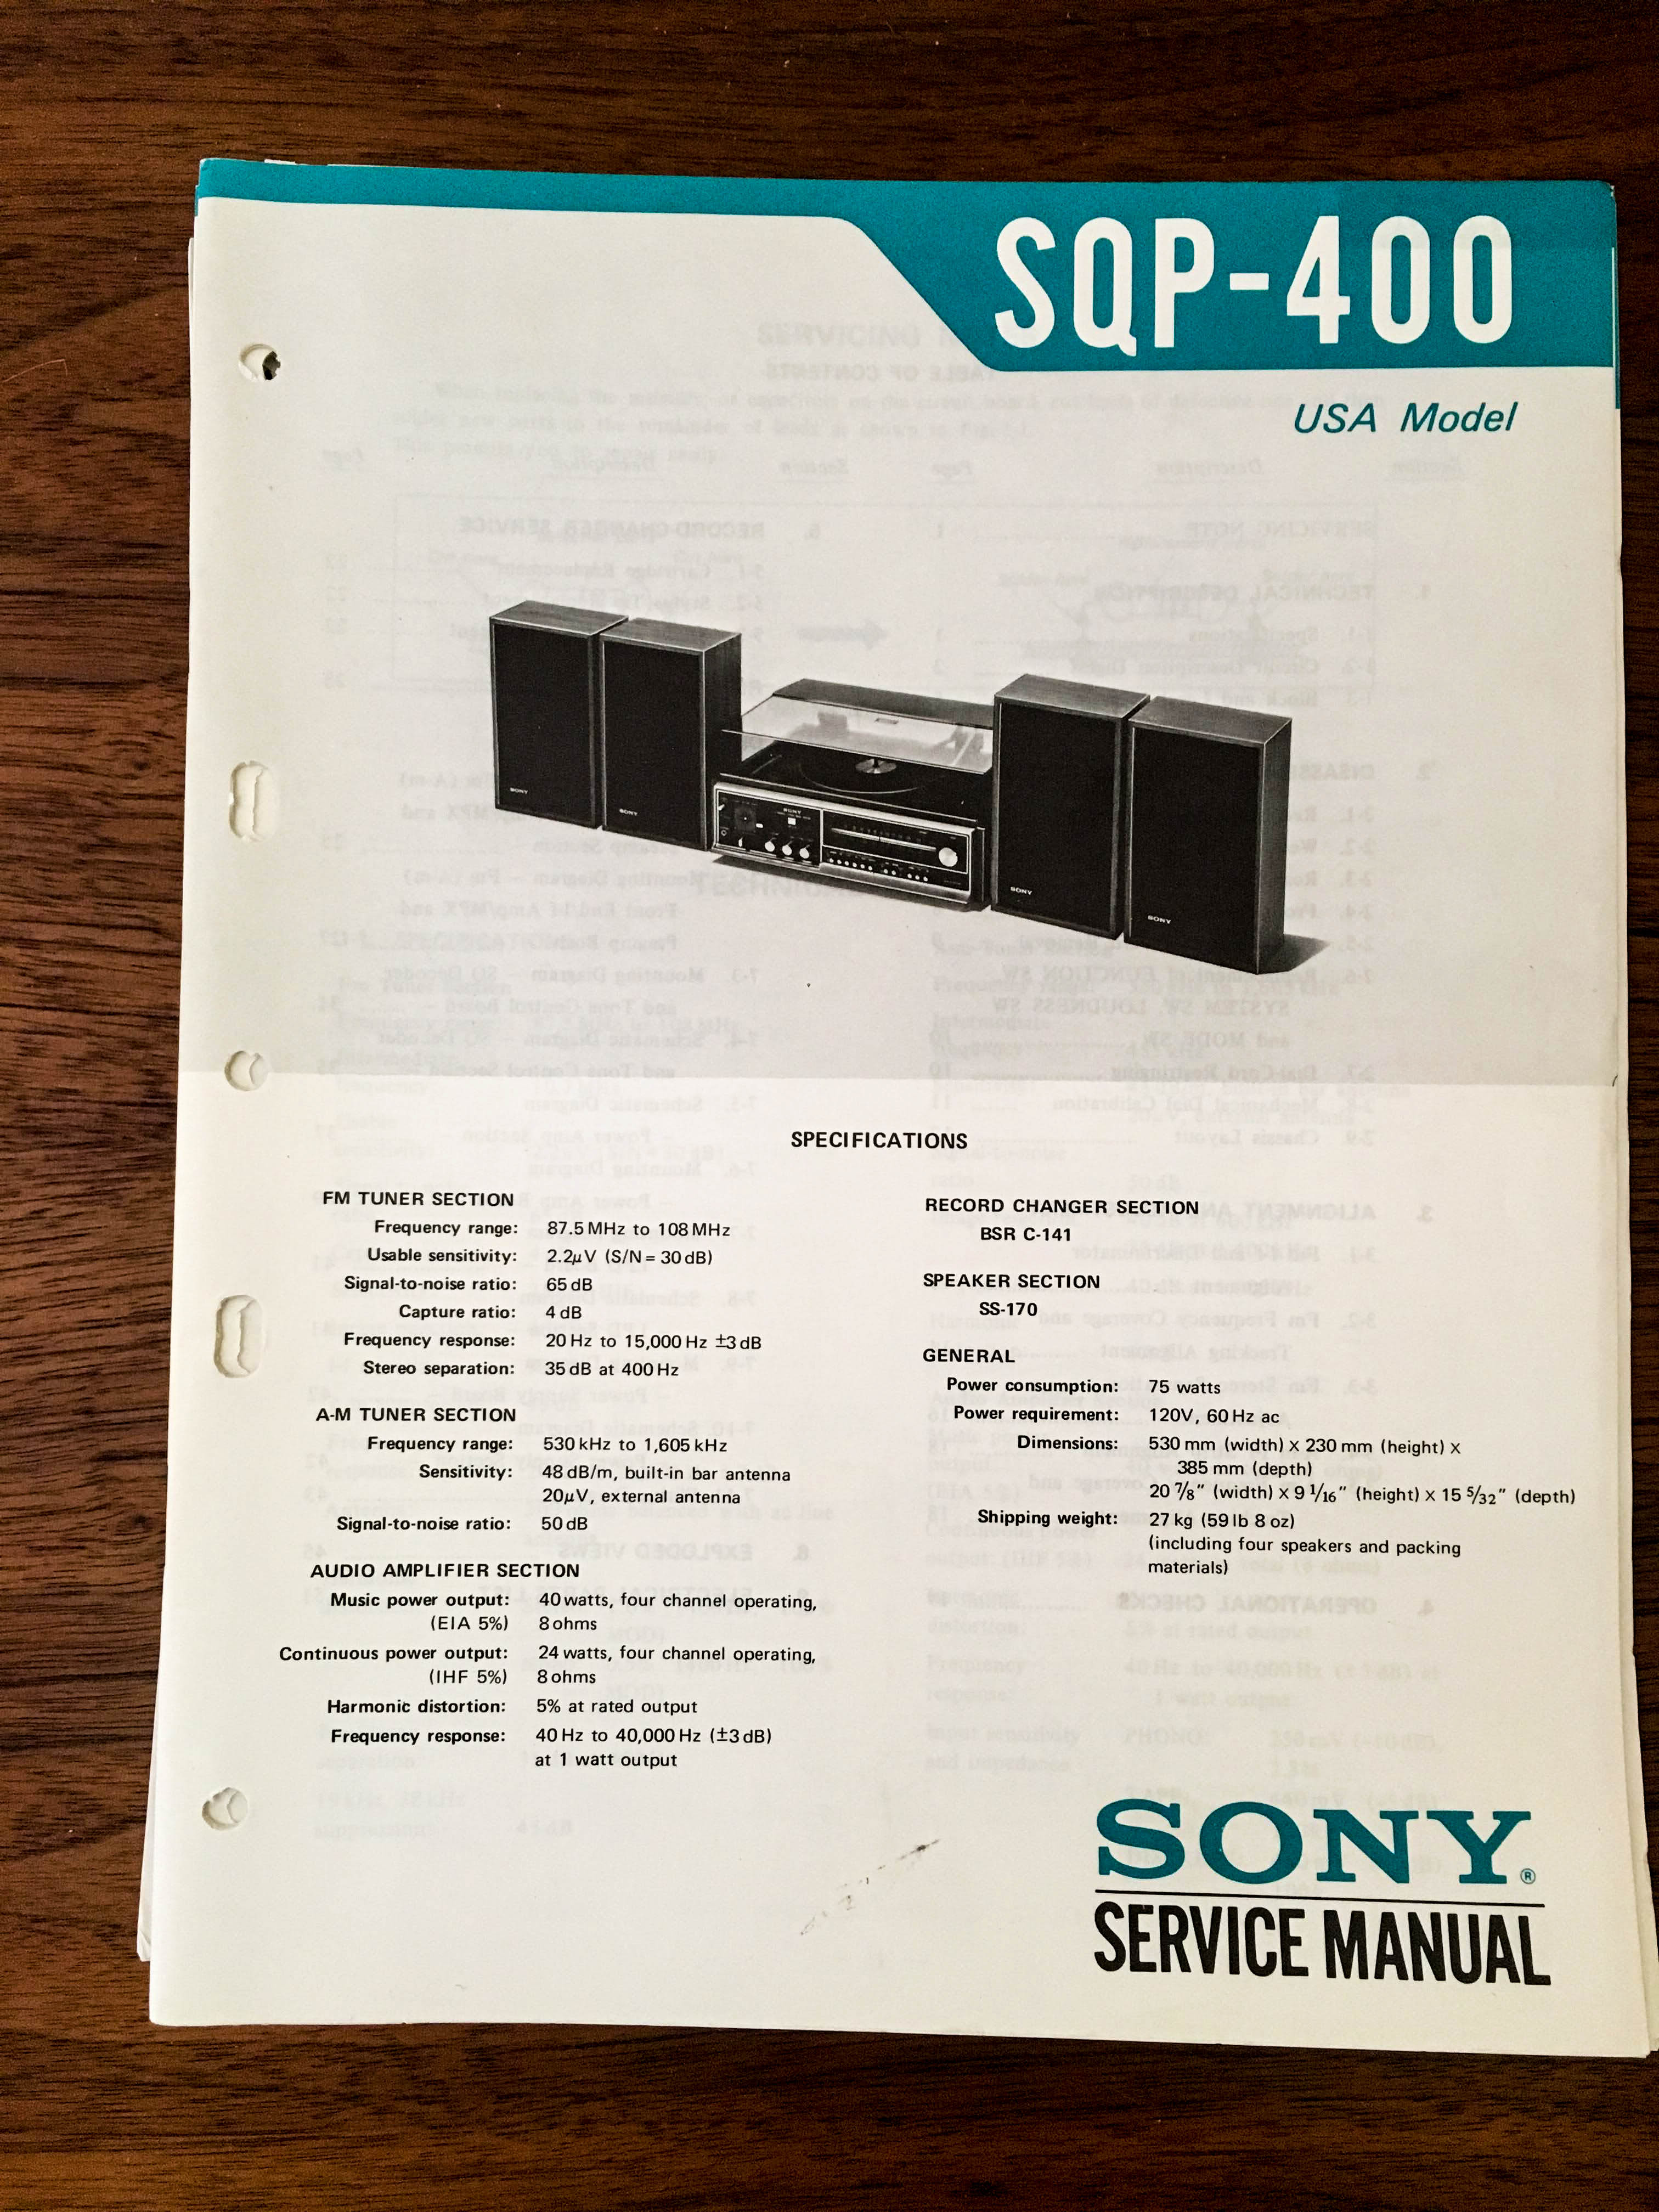 SQP-400
USA Model
SONY
SONY
SONY
SONY
SONY
SPECIFICATIONS
FM TUNER SECTION
Frequency range: 87.5 MHz to 108 MHz
Usable sensitivity: 2.2μV (S/N = 30 dB)
Signal-to-noise ratio: 65 dB
Capture ratio: 4 dB
Frequency response: 20 Hz to 15,000 Hz ±3 dB
Stereo separation: 35 dB at 400 Hz
A-M TUNER SECTION
Frequency range: 530 kHz to 1,605 kHz
Sensitivity: 48 dB/m, built-in bar antenna
20μV, external antenna
Signal-to-noise ratio: 50 dB
AUDIO AMPLIFIER SECTION
Music power output: 40 watts, four channel operating,
(EIA 5%) 8 ohms
Continuous power output: 24 watts, four channel operating,
(IHF 5%) 8 ohms
Harmonic distortion: 5% at rated output
Frequency response: 40 Hz to 40,000 Hz (±3 dB)
at 1 watt output
RECORD CHANGER SECTION
BSR C-141
SPEAKER SECTION
SS-170
GENERAL
Power consumption: 75 watts
Power requirement: 120V, 60 Hz ac
Dimensions: 530 mm (width) X 230 mm (height) X
385 mm (depth)
20 7/8" (width) X 9 1/16" (height) X 15 5/32" (depth)
Shipping weight: 27 kg (59 lb 8 oz)
(including four speakers and packing
materials)
SONY®
SERVICE MANUAL